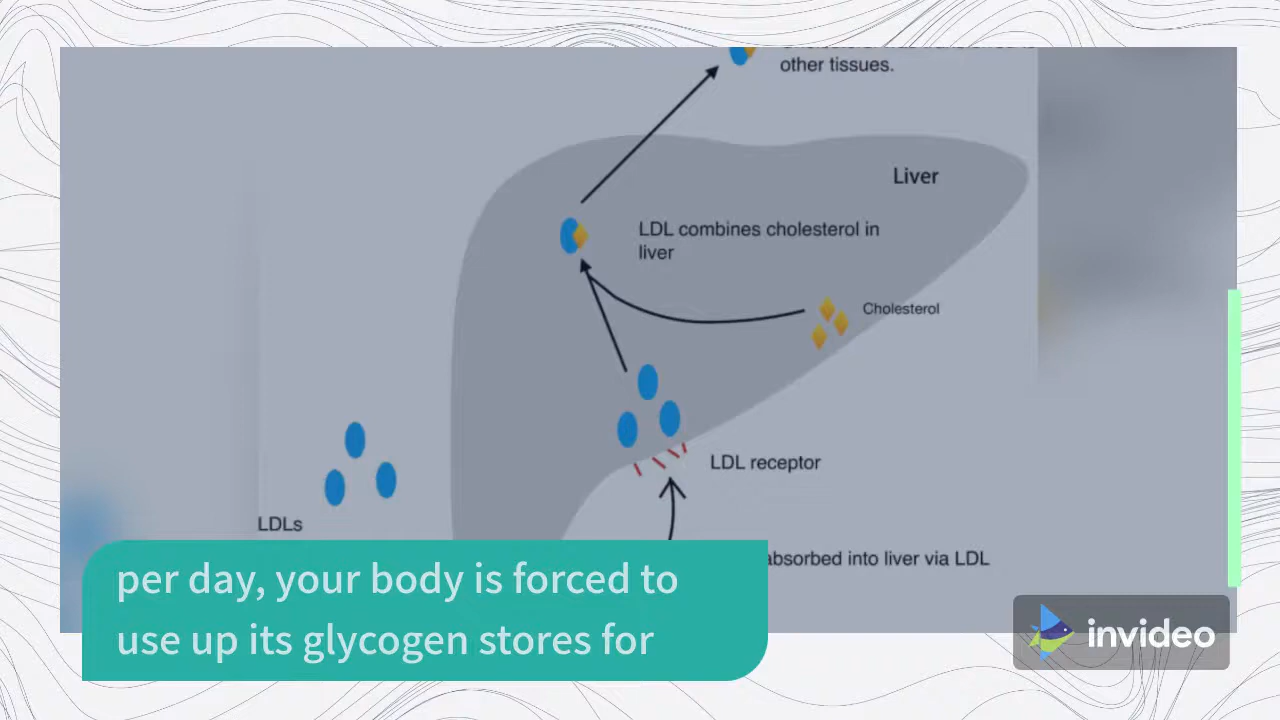 other tissues.
Liver
LDL combines cholesterol in
liver
Cholesterol
LDL receptor
LDLs
absorbed into liver via LDL
per day, your body is forced to
use up its glycogen stores for
invideo